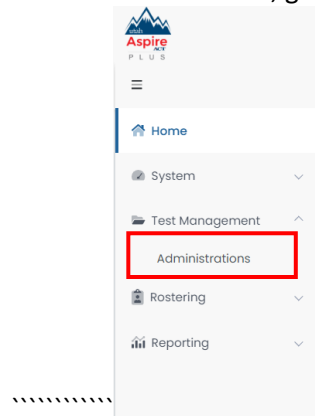 utah
Aspire
ACT
PLUS
Home
System
Test Management
Administrations
Rostering
Reporting